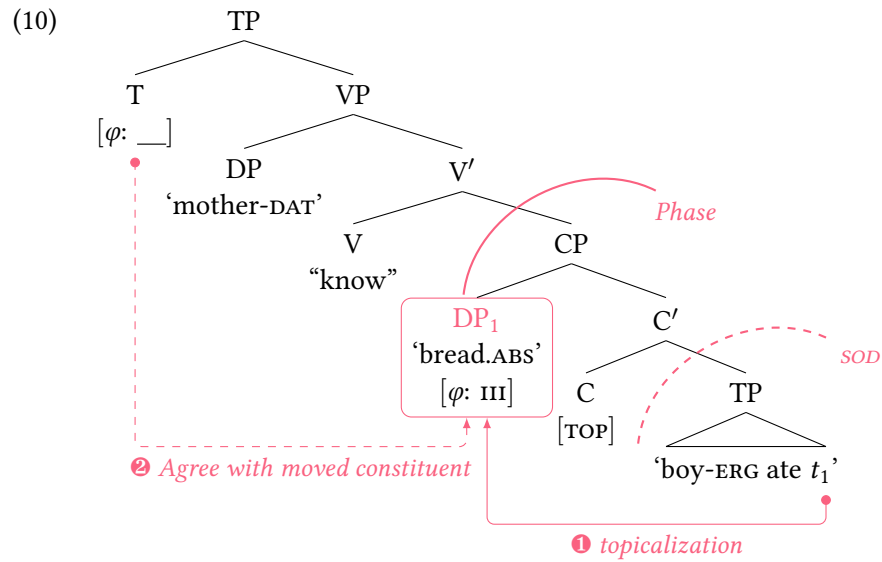 (10)
TP
T VP
[φ: __]
DP V′
‘mother-DAT’
Phase
V CP
“know”
DP₁ C′
‘bread.ABS’
SOD
[φ: III]
C TP
[TOP]
‘boy-ERG ate t₁’
❷ Agree with moved constituent
❶ topicalization